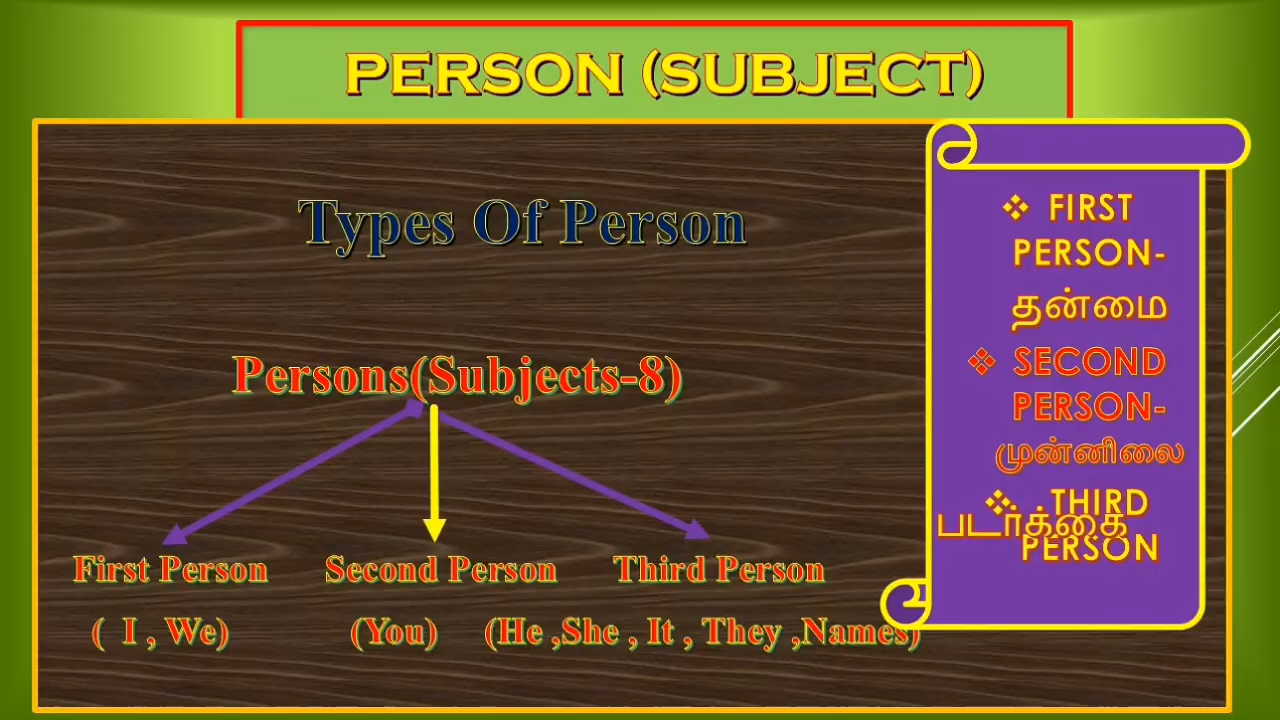 PERSON (SUBJECT)
Types Of Person
Persons(Subjects-8)
First Person
Second Person
Third Person
( I , We)
(You)
(He ,She , It , They ,Names)
❖ FIRST
PERSON-
தன்மை
❖ SECOND
PERSON-
முன்னிலை
❖ THIRD
படர்க்கை
PERSON